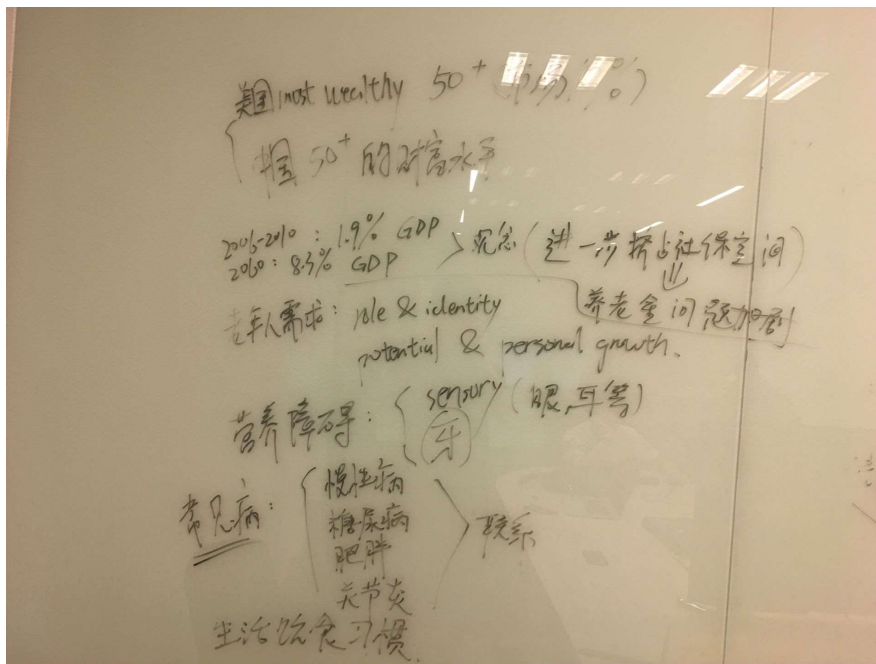 美国 most wealthy 50+
中国 50+ 的财富水平
2006-2010 : 1.9% GDP
2060 : 8.3% GDP
(进一步挤占社保空间)
养老金问题加剧
老年人需求: role & identity
potential & personal growth.
营养障碍: sensory (眼,耳等)
牙
常见病: 慢性病
糖尿病
肥胖
关节炎
联系
生活饮食习惯.